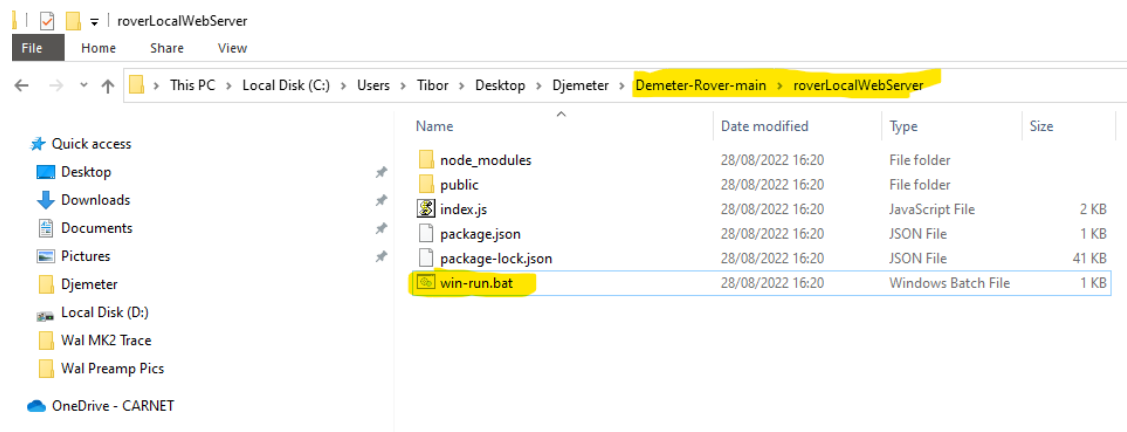 roverLocalWebServer
File Home Share View
This PC > Local Disk (C:) > Users > Tibor > Desktop > Djemeter > Demeter-Rover-main > roverLocalWebServer
Name Date modified Type Size
Quick access
Desktop
Downloads
Documents
Pictures
Djemeter
Local Disk (D:)
Wal MK2 Trace
Wal Preamp Pics
OneDrive - CARNET
node_modules 28/08/2022 16:20 File folder
public 28/08/2022 16:20 File folder
index.js 28/08/2022 16:20 JavaScript File 2 KB
package.json 28/08/2022 16:20 JSON File 1 KB
package-lock.json 28/08/2022 16:20 JSON File 41 KB
win-run.bat 28/08/2022 16:20 Windows Batch File 1 KB